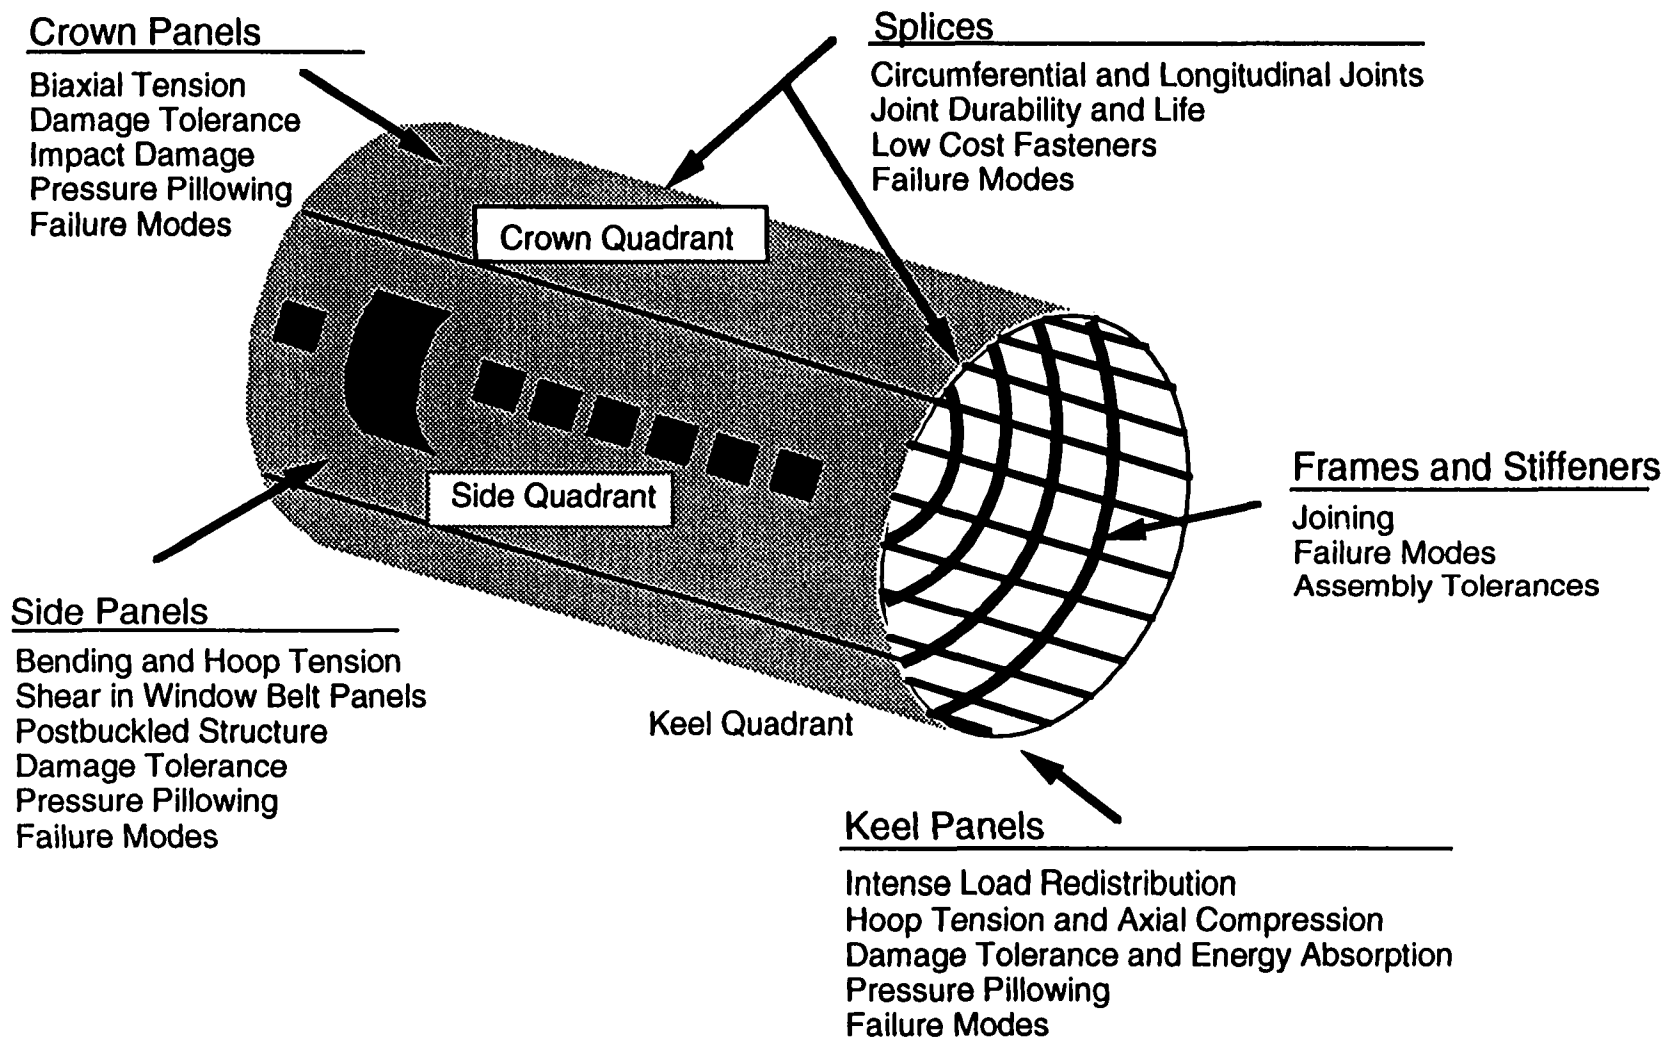 Crown Panels
Biaxial Tension
Damage Tolerance
Impact Damage
Pressure Pillowing
Failure Modes
Splices
Circumferential and Longitudinal Joints
Joint Durability and Life
Low Cost Fasteners
Failure Modes
Crown Quadrant
Side Quadrant
Keel Quadrant
Frames and Stiffeners
Joining
Failure Modes
Assembly Tolerances
Side Panels
Bending and Hoop Tension
Shear in Window Belt Panels
Postbuckled Structure
Damage Tolerance
Pressure Pillowing
Failure Modes
Keel Panels
Intense Load Redistribution
Hoop Tension and Axial Compression
Damage Tolerance and Energy Absorption
Pressure Pillowing
Failure Modes